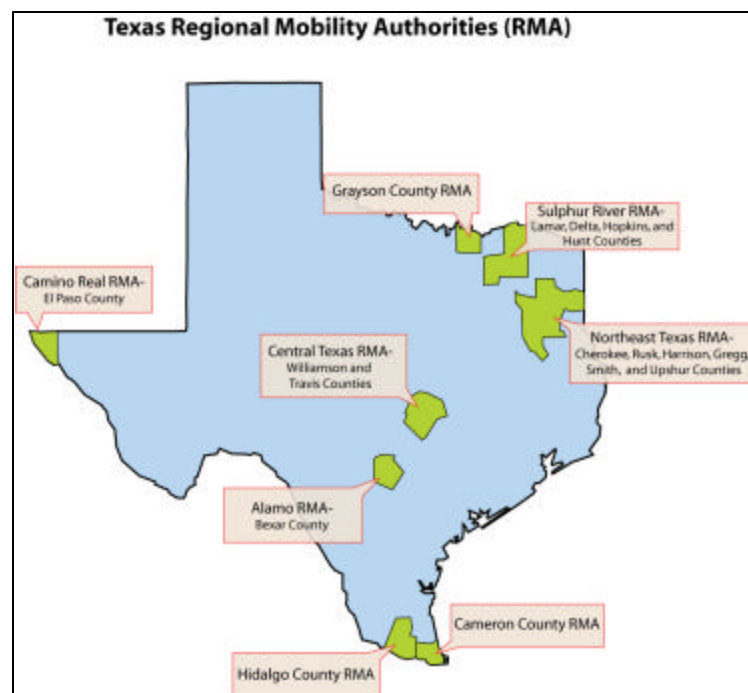 Texas Regional Mobility Authorities (RMA)
Grayson County RMA
Sulphur River RMA-
Lamar, Delta, Hopkins, and
Hunt Counties
Camino Real RMA-
El Paso County
Northeast Texas RMA-
Cherokee, Rusk, Harrison, Gregg,
Smith, and Upshur Counties
Central Texas RMA-
Williamson and
Travis Counties
Alamo RMA-
Bexar County
Cameron County RMA
Hidalgo County RMA